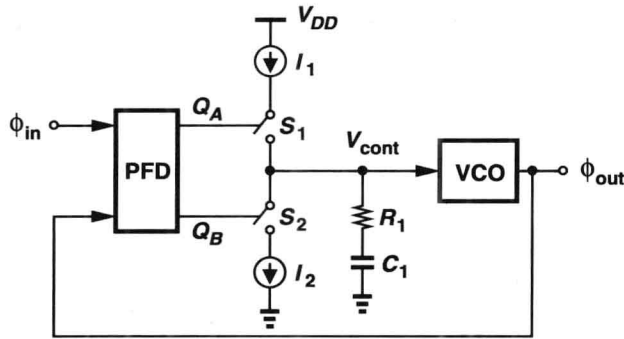 V_DD
I_1
Q_A
S_1
ϕ_in
PFD
V_cont
VCO
ϕ_out
Q_B
S_2
R_1
C_1
I_2